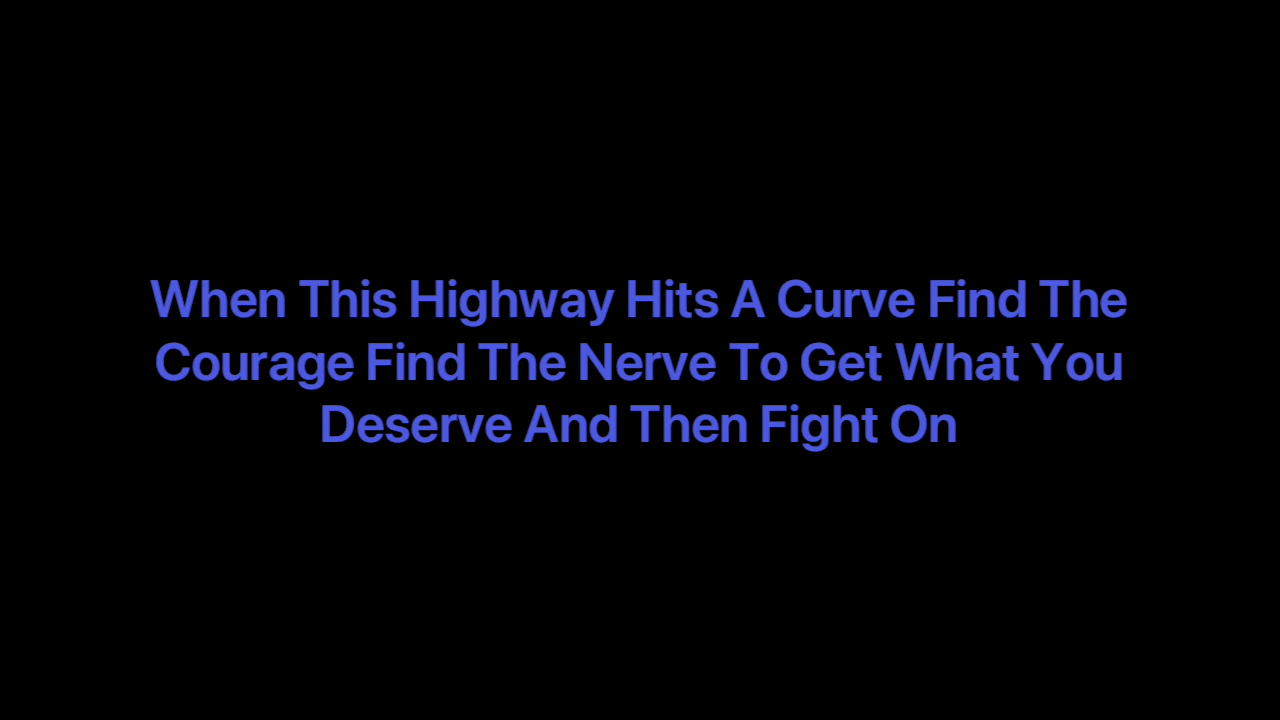 When This Highway Hits A Curve Find The
Courage Find The Nerve To Get What You
Deserve And Then Fight On